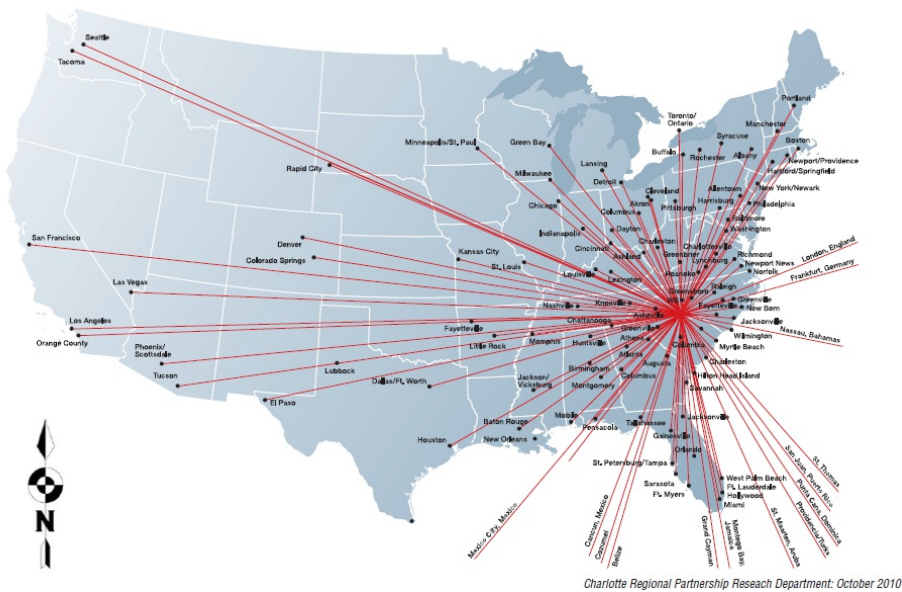 Seattle
Tacoma
Portland
Toronto/
Ontario
Manchester
Syracuse
Minneapolis/St. Paul
Green Bay
Boston
Buffalo
Rochester
Albany
Newport/Providence
Rapid City
Lansing
Hartford/Springfield
Milwaukee
Detroit
Cleveland
Allentown
New York/Newark
Chicago
Akron
Pittsburgh
Harrisburg
Philadelphia
Columbus
Baltimore
Indianapolis
Dayton
Washington
San Francisco
Denver
Cincinnati
Charleston
Charlottesville
London, England
Kansas City
Ashland
Greenbrier
Richmond
Colorado Springs
St. Louis
Lynchburg
Newport News
Frankfurt, Germany
Louisville
Roanoke
Norfolk
Las Vegas
Lexington
Greensboro
Raleigh
Nashville
Knoxville
Fayetteville
Greenville
New Bern
Asheville
Los Angeles
Chattanooga
Jacksonville
Fayetteville
Greenville
Nassau, Bahamas
Orange County
Little Rock
Memphis
Huntsville
Athens
Columbia
Wilmington
Phoenix/
Scottsdale
Atlanta
Myrtle Beach
Lubbock
Birmingham
Augusta
Charleston
Tucson
Dallas/Ft. Worth
Jackson/
Vicksburg
Columbus
Hilton Head Island
Montgomery
Savannah
El Paso
Mobile
Jacksonville
Baton Rouge
Pensacola
Tallahassee
Houston
New Orleans
Gainesville
Orlando
St. Petersburg/Tampa
St. Thomas
San Juan, Puerto Rico
Sarasota
West Palm Beach
Punta Cana, Dominica
Ft. Myers
Ft. Lauderdale
Hollywood
Miami
Providencia/Turks
Mexico City, Mexico
Cancun, Mexico
Cozumel
Belize
Grand Cayman
Montego Bay,
Jamaica
St. Maarten, Aruba
N
Charlotte Regional Partnership Reseach Department: October 2010